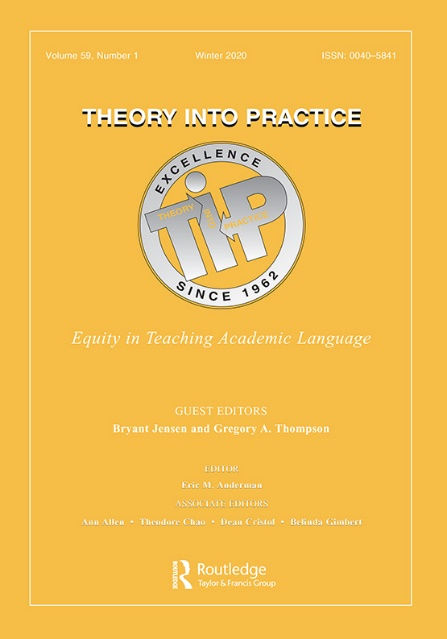 Volume 59, Number 1 Winter 2020 ISSN: 0040–5841
THEORY INTO PRACTICE
EXCELLENCE
TIP
THEORY INTO PRACTICE
SINCE 1962
Equity in Teaching Academic Language
GUEST EDITORS
Bryant Jensen and Gregory A. Thompson
EDITOR
Eric M. Anderman
ASSOCIATE EDITORS
Ann Allen • Theodore Chao • Dean Cristol • Belinda Gimbert
ROUTLEDGE
Routledge
Taylor & Francis Group